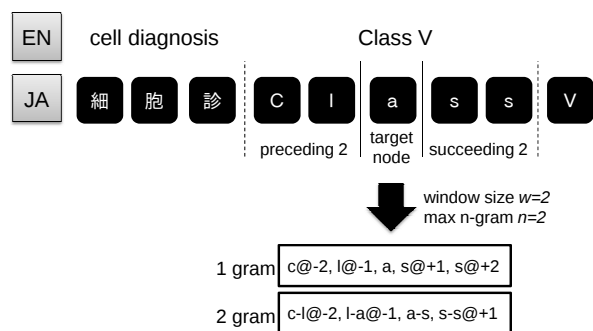 EN cell diagnosis Class V
JA 細 胞 診 C l a s s V
preceding 2 target node succeeding 2
window size w=2
max n-gram n=2
1 gram c@-2, l@-1, a, s@+1, s@+2
2 gram c-l@-2, l-a@-1, a-s, s-s@+1